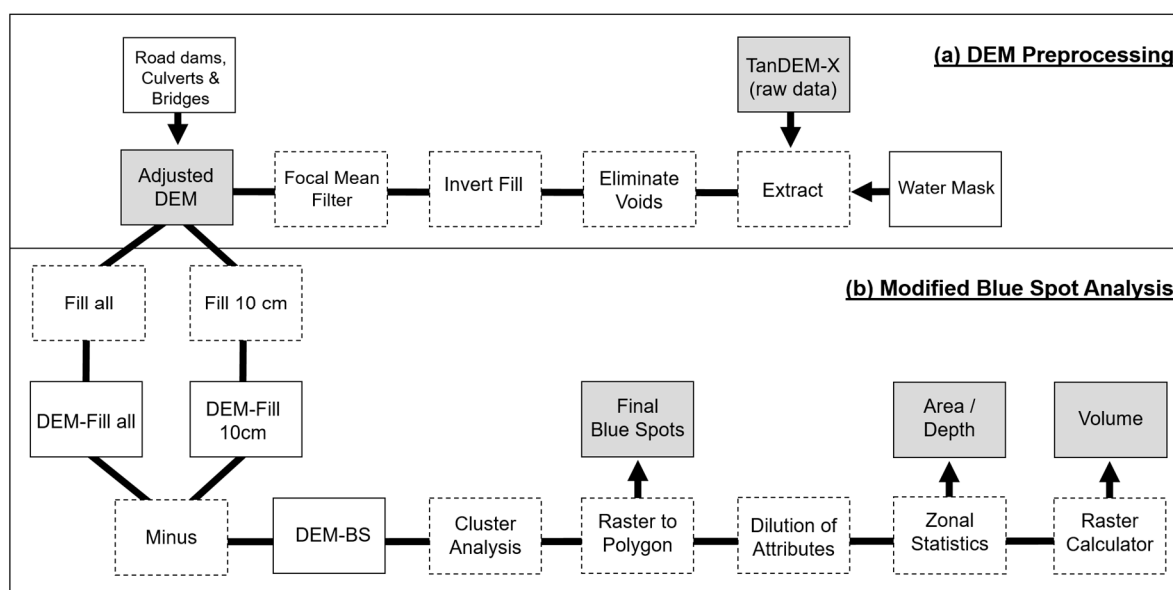 (a) DEM Preprocessing
Road dams,
Culverts &
Bridges
TanDEM-X
(raw data)
Adjusted
DEM
Focal Mean
Filter
Invert Fill
Eliminate
Voids
Extract
Water Mask
(b) Modified Blue Spot Analysis
Fill all
Fill 10 cm
DEM-Fill all
DEM-Fill
10cm
Final
Blue Spots
Area /
Depth
Volume
Minus
DEM-BS
Cluster
Analysis
Raster to
Polygon
Dilution of
Attributes
Zonal
Statistics
Raster
Calculator